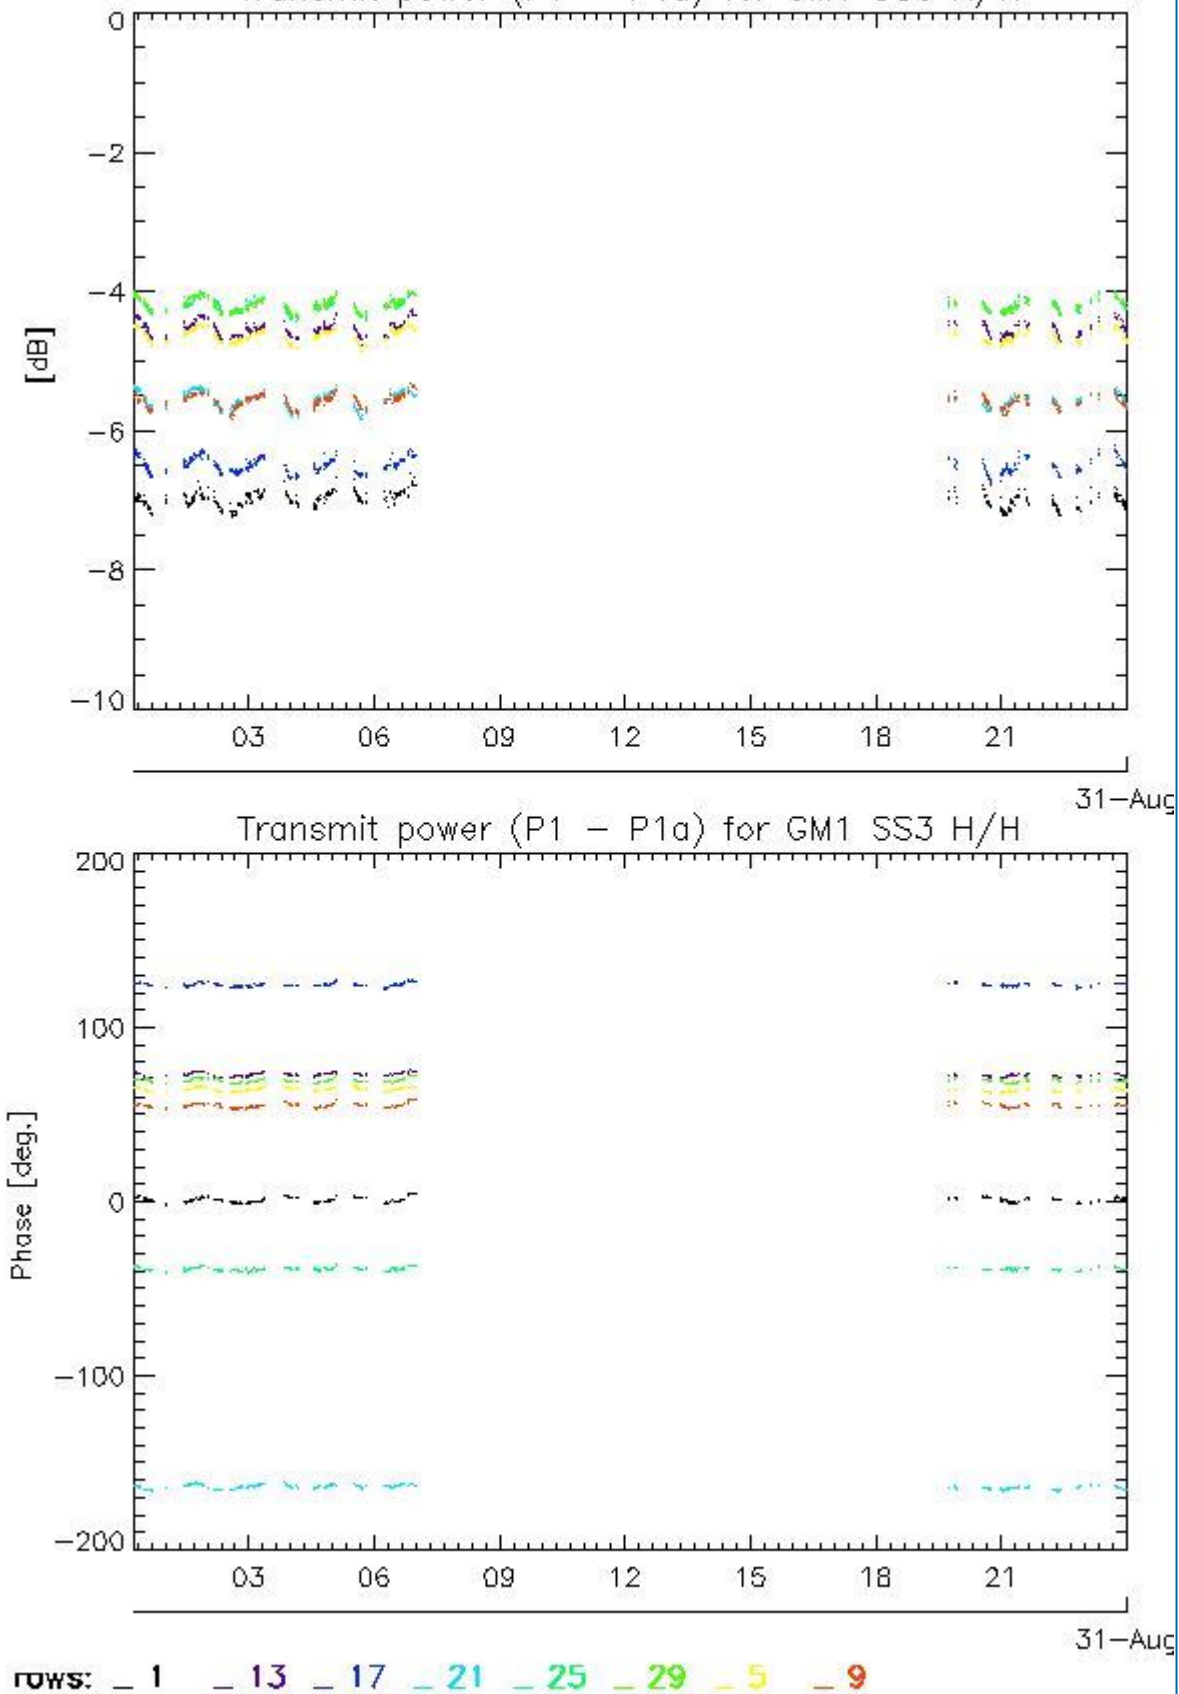 0
−2
−4
[dB]
−6
−8
−10
03 06 09 12 15 18 21
31−Aug
Transmit power (P1 − P1a) for GM1 SS3 H/H
200
100
Phase [deg.]
0
−100
−200
03 06 09 12 15 18 21
31−Aug
rows: _ 1 _ 13 _ 17 _ 21 _ 25 _ 29 _ 5 _ 9